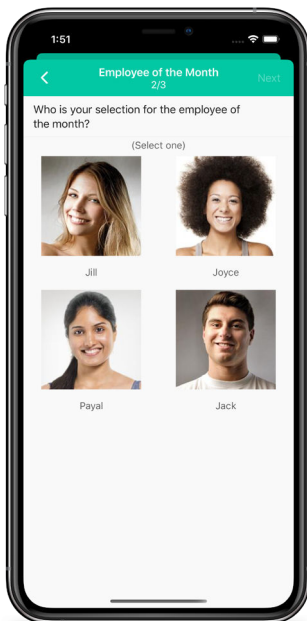 1:51
Employee of the Month
Next
2/3
Who is your selection for the employee of
the month?
(Select one)
Jill
Joyce
Payal
Jack